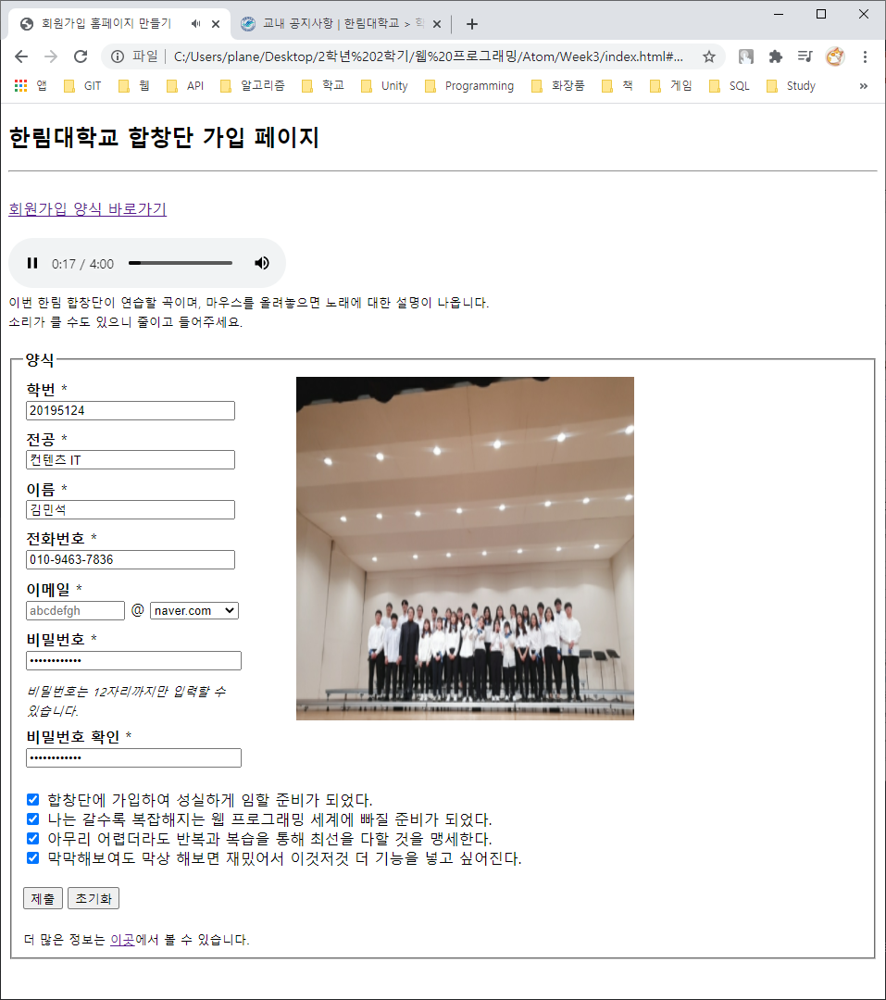 회원가입 홈페이지 만들기
교내 공지사항 | 한림대학교 >
파일
C:/Users/plane/Desktop/2학년%202학기/웹%20프로그래밍/Atom/Week3/index.html#...
앱 GIT 웹 API 알고리즘 학교 Unity Programming 화장품 책 게임 SQL Study »
한림대학교 합창단 가입 페이지
회원가입 양식 바로가기
0:17 / 4:00
이번 한림 합창단이 연습할 곡이며, 마우스를 올려놓으면 노래에 대한 설명이 나옵니다.
소리가 클 수도 있으니 줄이고 들어주세요.
양식
학번 *
20195124
전공 *
컨텐츠 IT
이름 *
김민석
전화번호 *
010-9463-7836
이메일 *
abcdefgh @ naver.com
비밀번호 *
••••••••••••
비밀번호는 12자리까지만 입력할 수
있습니다.
비밀번호 확인 *
••••••••••••
합창단에 가입하여 성실하게 임할 준비가 되었다.
나는 갈수록 복잡해지는 웹 프로그래밍 세계에 빠질 준비가 되었다.
아무리 어렵더라도 반복과 복습을 통해 최선을 다할 것을 맹세한다.
막막해보여도 막상 해보면 재밌어서 이것저것 더 기능을 넣고 싶어진다.
제출 초기화
더 많은 정보는 이곳에서 볼 수 있습니다.